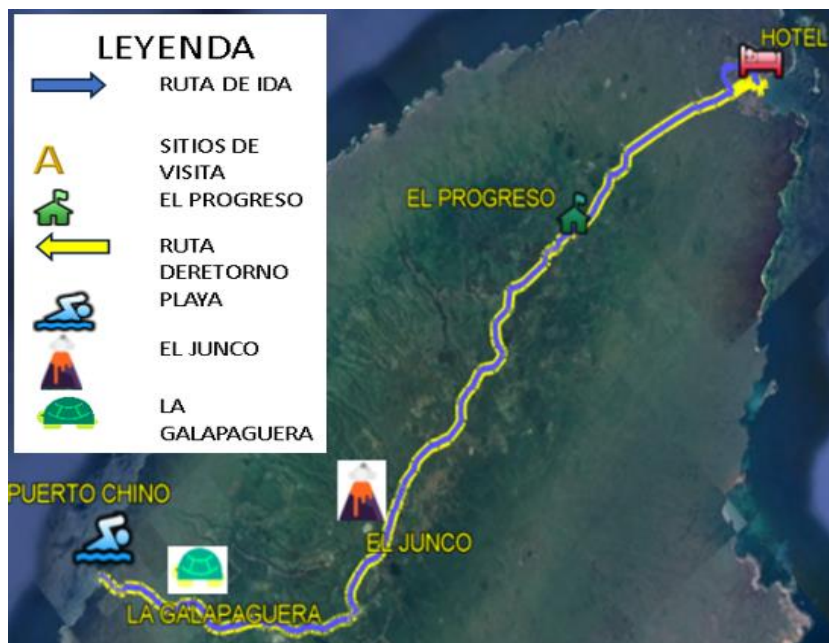 LEYENDA
RUTA DE IDA
A
SITIOS DE
VISITA
EL PROGRESO
RUTA
DERETORNO
PLAYA
EL JUNCO
LA
GALAPAGUERA
HOTEL
EL PROGRESO
PUERTO CHINO
EL JUNCO
LA GALAPAGUERA